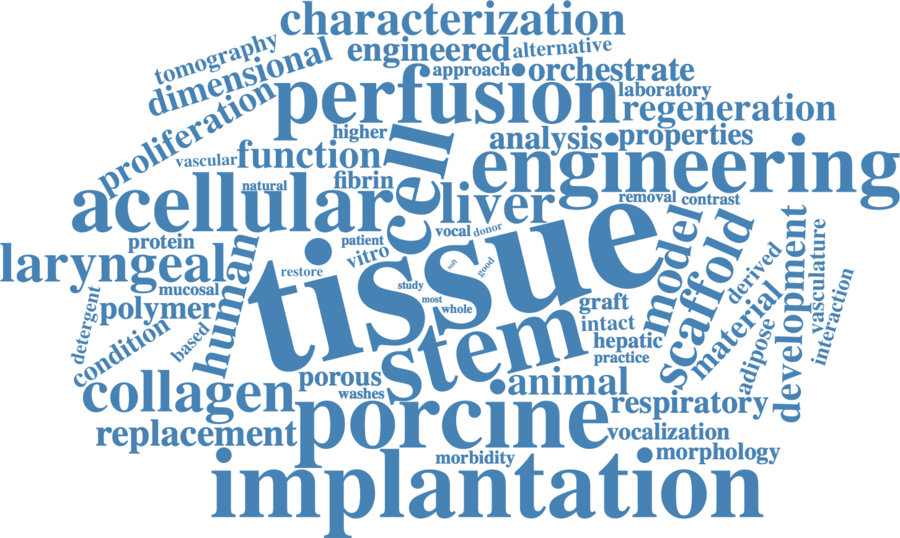 characterization
tomography
engineered
alternative
dimensional
approach
orchestrate
perfusion
laboratory
proliferation
regeneration
higher
analysis
properties
vascular
function
cell
engineering
fibrin
natural
acellular
liver
removal
contrast
protein
patient
vocal
donor
laryngeal
human
vitro
tissue
model
scaffold
derived
development
vasculature
mucosal
restore
soft
good
study
most
whole
detergent
polymer
graft
material
interaction
condition
based
stem
intact
hepatic
practice
adipose
collagen
porous
washes
animal
porcine
respiratory
replacement
vocalization
morbidity
morphology
implantation